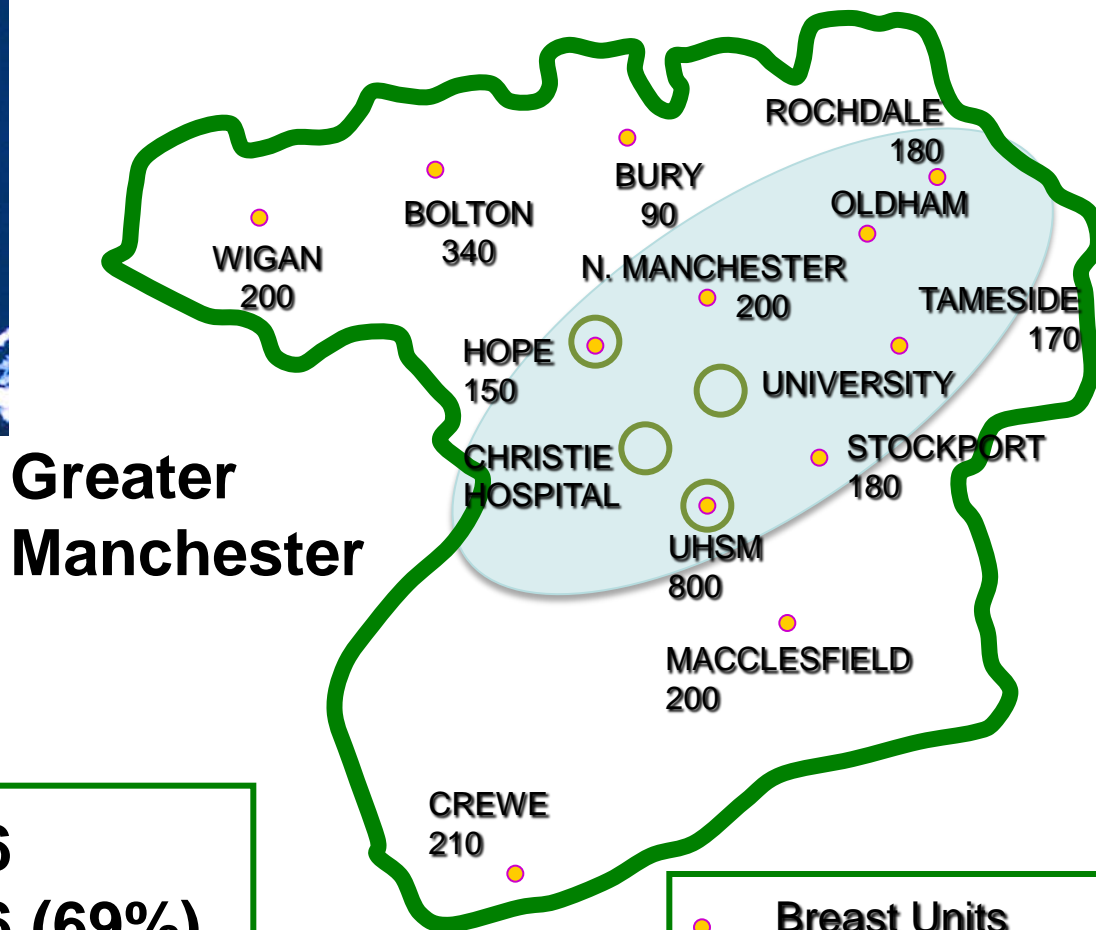 ROCHDALE
180
BURY
90
OLDHAM
BOLTON
340
WIGAN
200
N. MANCHESTER
200
TAMESIDE
170
HOPE
150
UNIVERSITY
CHRISTIE
HOSPITAL
STOCKPORT
180
Greater
Manchester
UHSM
800
MACCLESFIELD
200
CREWE
210
(69%)
Breast Units